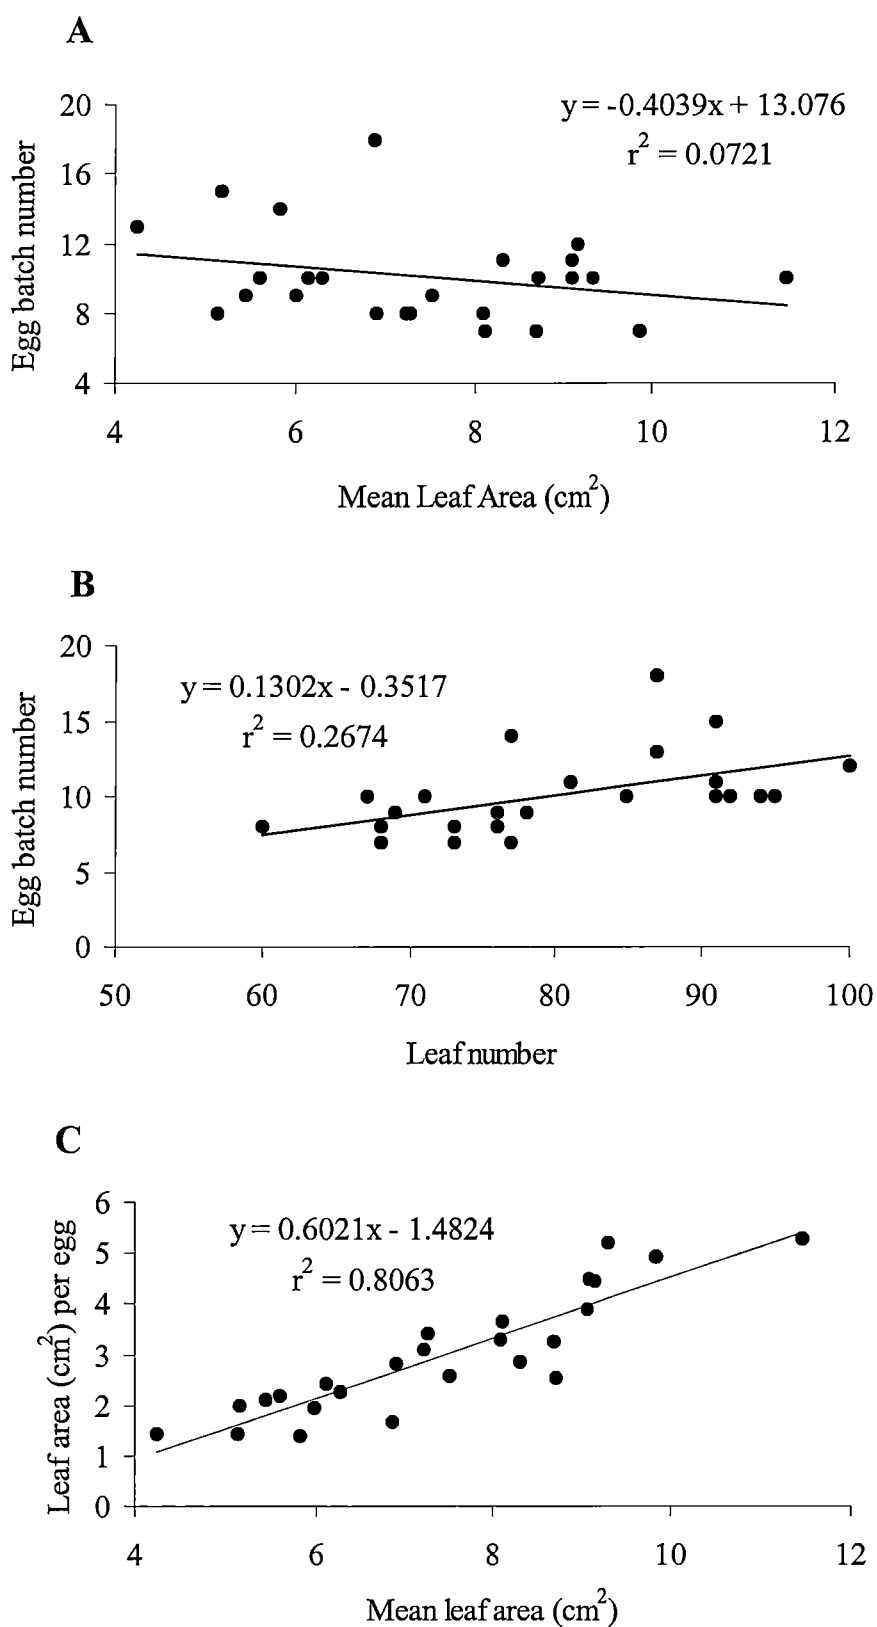 A
y = -0.4039x + 13.076
r² = 0.0721
20
16
12
8
4
Egg batch number
4 6 8 10 12
Mean Leaf Area (cm²)
B
y = 0.1302x - 0.3517
r² = 0.2674
20
15
10
5
0
Egg batch number
50 60 70 80 90 100
Leaf number
C
y = 0.6021x - 1.4824
r² = 0.8063
6
5
4
3
2
1
0
Leaf area (cm²) per egg
4 6 8 10 12
Mean leaf area (cm²)